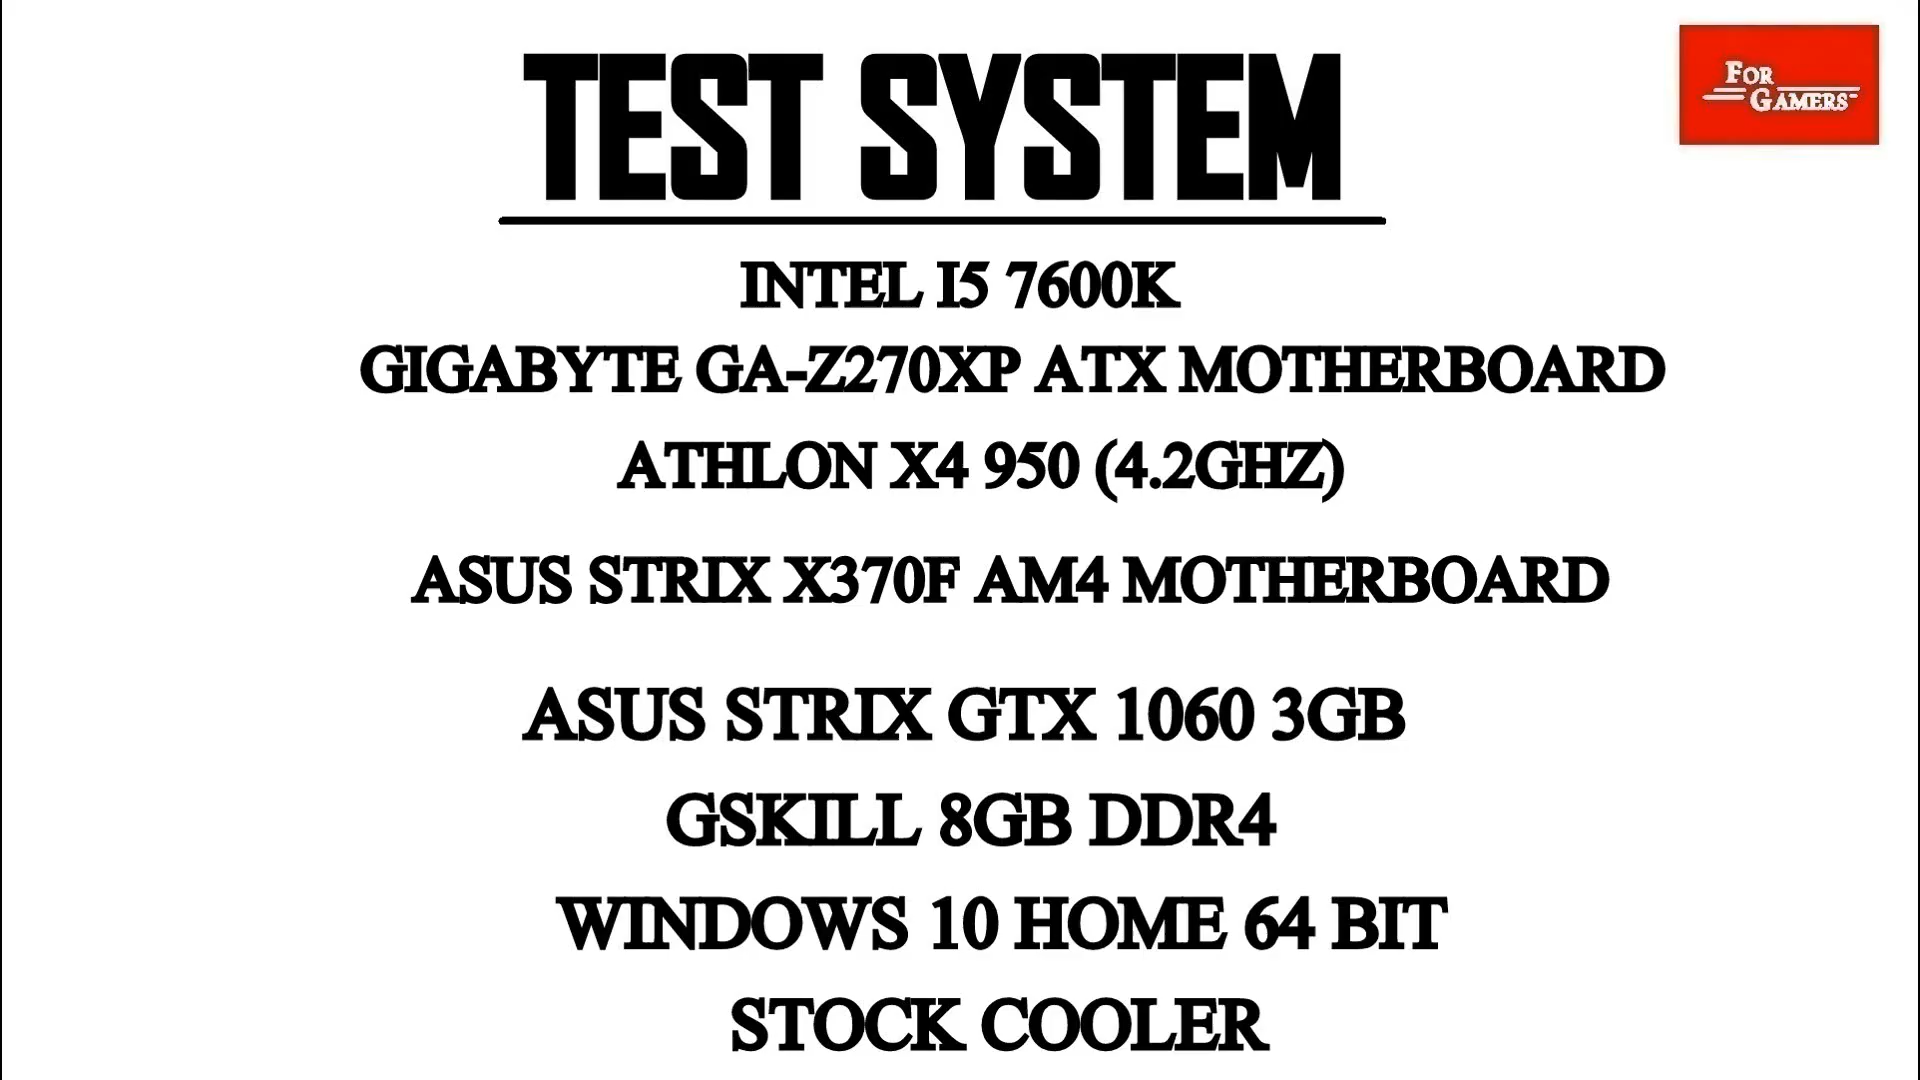 TEST SYSTEM
FOR
GAMERS
INTEL I5 7600K
GIGABYTE GA-Z270XP ATX MOTHERBOARD
ATHLON X4 950 (4.2GHZ)
ASUS STRIX X370F AM4 MOTHERBOARD
ASUS STRIX GTX 1060 3GB
GSKILL 8GB DDR4
WINDOWS 10 HOME 64 BIT
STOCK COOLER